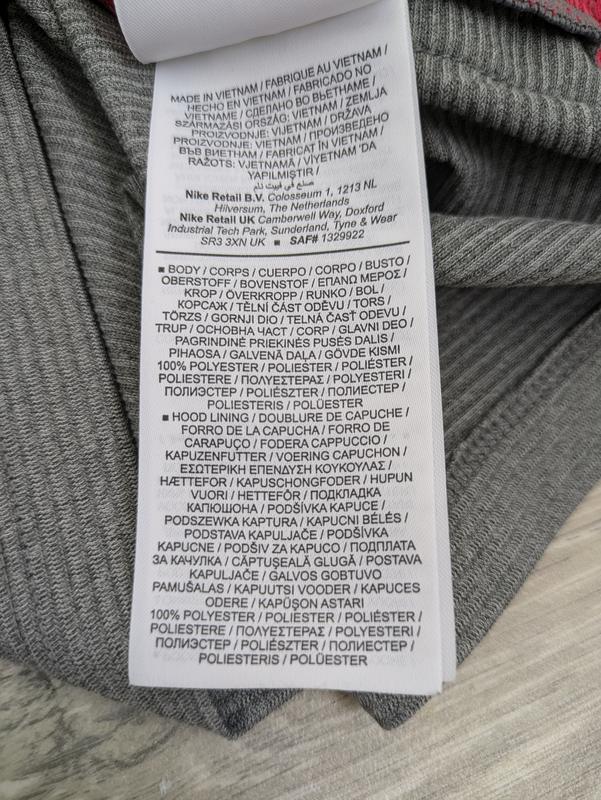 MADE IN VIETNAM / FABRIQUE AU VIETNAM /
HECHO EN VIETNAM / FABRICADO NO
VIETNAME / СДЕЛАНО ВО ВЬЕТНАМЕ /
SZÁRMAZÁSI ORSZÁG: VIETNAM / ZEMLJA
PROIZVODNJE: VIJETNAM / DRŽAVA
PROIZVODNJE: VIETNAM / ПРОИЗВЕДЕНО
ВЪВ ВИЕТНАМ / FABRICAT ÎN VIETNAM /
RAŽOTS: VJETNAMĀ / VİYETNAM 'DA
YAPILMIŞTIR /
صنع في فييت نام
Nike Retail B.V. Colosseum 1, 1213 NL
Hilversum, The Netherlands
Nike Retail UK Camberwell Way, Doxford
Industrial Tech Park, Sunderland, Tyne & Wear
SR3 3XN UK ■ SAF# 1329922
■ BODY / CORPS / CUERPO / CORPO / BUSTO /
OBERSTOFF / BOVENSTOF / ΕΠΑΝΩ ΜΕΡΟΣ /
KROP / ÖVERKROPP / RUNKO / BOL /
КОРСАЖ / TĚLNÍ ČÁST ODĚVU / TORS /
TÖRZS / GORNJI DIO / TELNÁ ČASŤ ODEVU /
TRUP / ОСНОВНА ЧАСТ / CORP / GLAVNI DEO /
PAGRINDINĖ PRIEKINĖS PUSĖS DALIS /
PIHAOSA / GALVENĀ DAĻA / GÖVDE KISMI
100% POLYESTER / POLIESTER / POLIÉSTER /
POLIESTERE / ΠΟΛΥΕΣΤΕΡΑΣ / POLYESTERI /
ПОЛИЭСТЕР / POLIÉSZTER / ПОЛИЕСТЕР /
POLIESTERIS / POLÜESTER
■ HOOD LINING / DOUBLURE DE CAPUCHE /
FORRO DE LA CAPUCHA / FORRO DE
CARAPUÇO / FODERA CAPPUCCIO /
KAPUZENFUTTER / VOERING CAPUCHON /
ΕΣΩΤΕΡΙΚΗ ΕΠΕΝΔΥΣΗ ΚΟΥΚΟΥΛΑΣ /
HÆTTEFOR / KAPUSCHONGFODER / HUPUN
VUORI / HETTEFÔR / ПОДКЛАДКА
КАПЮШОНА / PODŠÍVKA KAPUCE /
PODSZEWKA KAPTURA / KAPUCNI BÉLÉS /
PODSTAVA KAPULJAČE / PODŠÍVKA
KAPUCNE / PODŠIV ZA KAPUCO / ПОДПЛАТА
ЗА КАЧУЛКА / CĂPTUŞEALĂ GLUGĂ / POSTAVA
KAPULJAČE / GALVOS GOBTUVO
PAMUŠALAS / KAPUUTSI VOODER / KAPUCES
ODERE / KAPÜŞON ASTARI
100% POLYESTER / POLIESTER / POLIÉSTER /
POLIESTERE / ΠΟΛΥΕΣΤΕΡΑΣ / POLYESTERI /
ПОЛИЭСТЕР / POLIÉSZTER / ПОЛИЕСТЕР /
POLIESTERIS / POLÜESTER